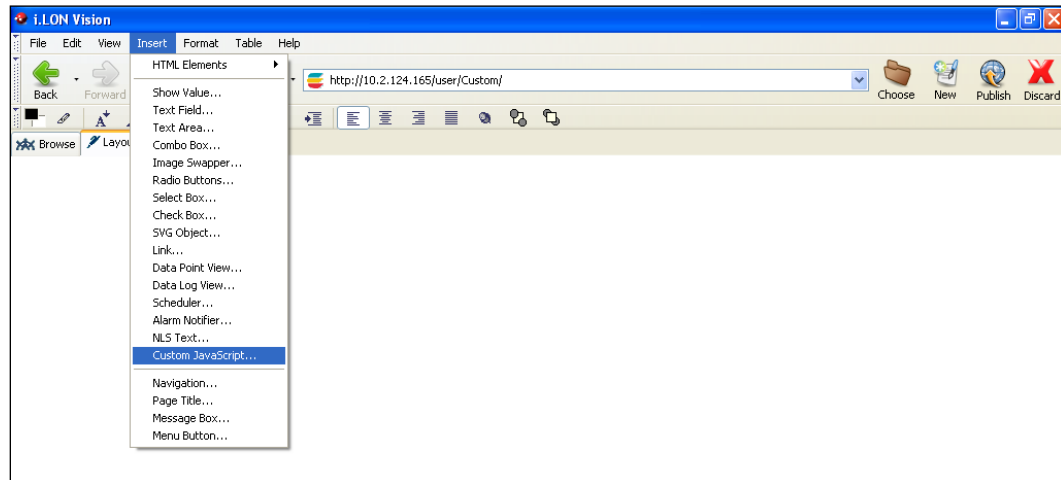 i.LON Vision
File Edit View Insert Format Table Help
Back Forward http://10.2.124.165/user/Custom/ Choose New Publish Discard
Browse
HTML Elements
Show Value...
Text Field...
Text Area...
Combo Box...
Image Swapper...
Radio Buttons...
Select Box...
Check Box...
SVG Object...
Link...
Data Point View...
Data Log View...
Scheduler...
Alarm Notifier...
NLS Text...
Custom JavaScript...
Navigation...
Page Title...
Message Box...
Menu Button...